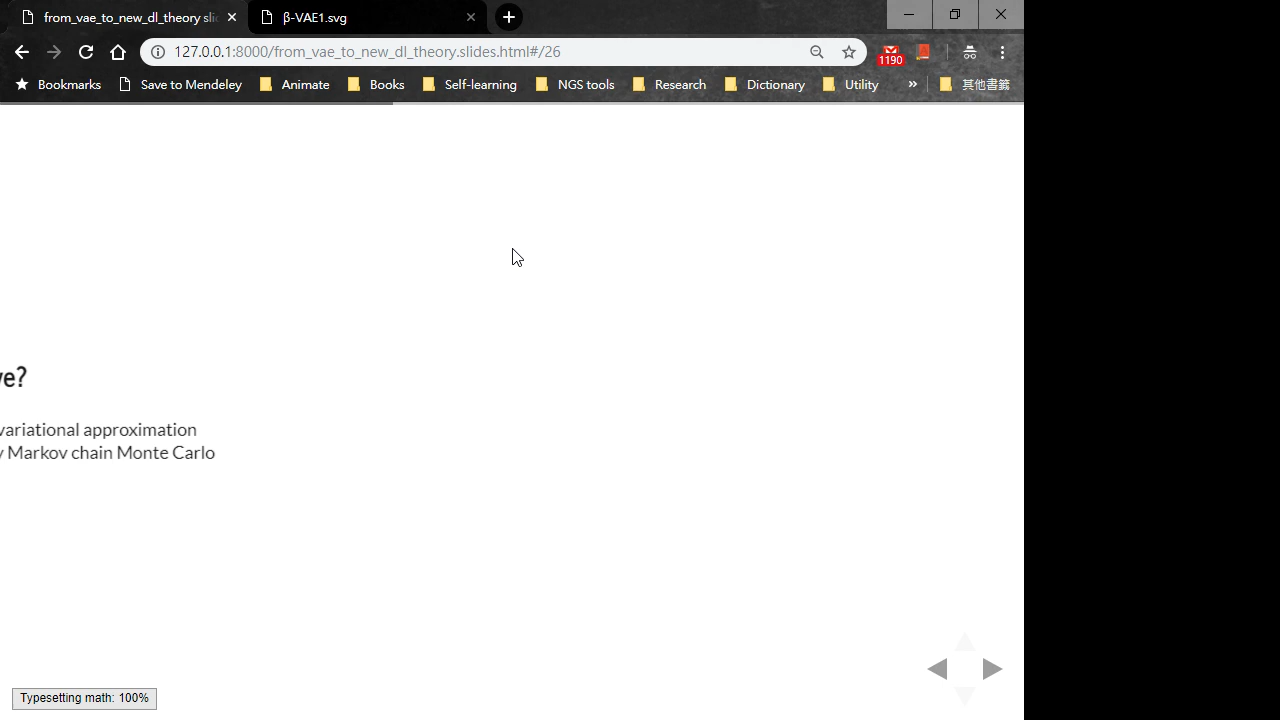 from_vae_to_new_dl_theory slid
β-VAE1.svg
127.0.0.1:8000/from_vae_to_new_dl_theory.slides.html#/26
1190
Bookmarks
Save to Mendeley
Animate
Books
Self-learning
NGS tools
Research
Dictionary
Utility
»
其他書籤
ve?
variational approximation
y Markov chain Monte Carlo
Typesetting math: 100%